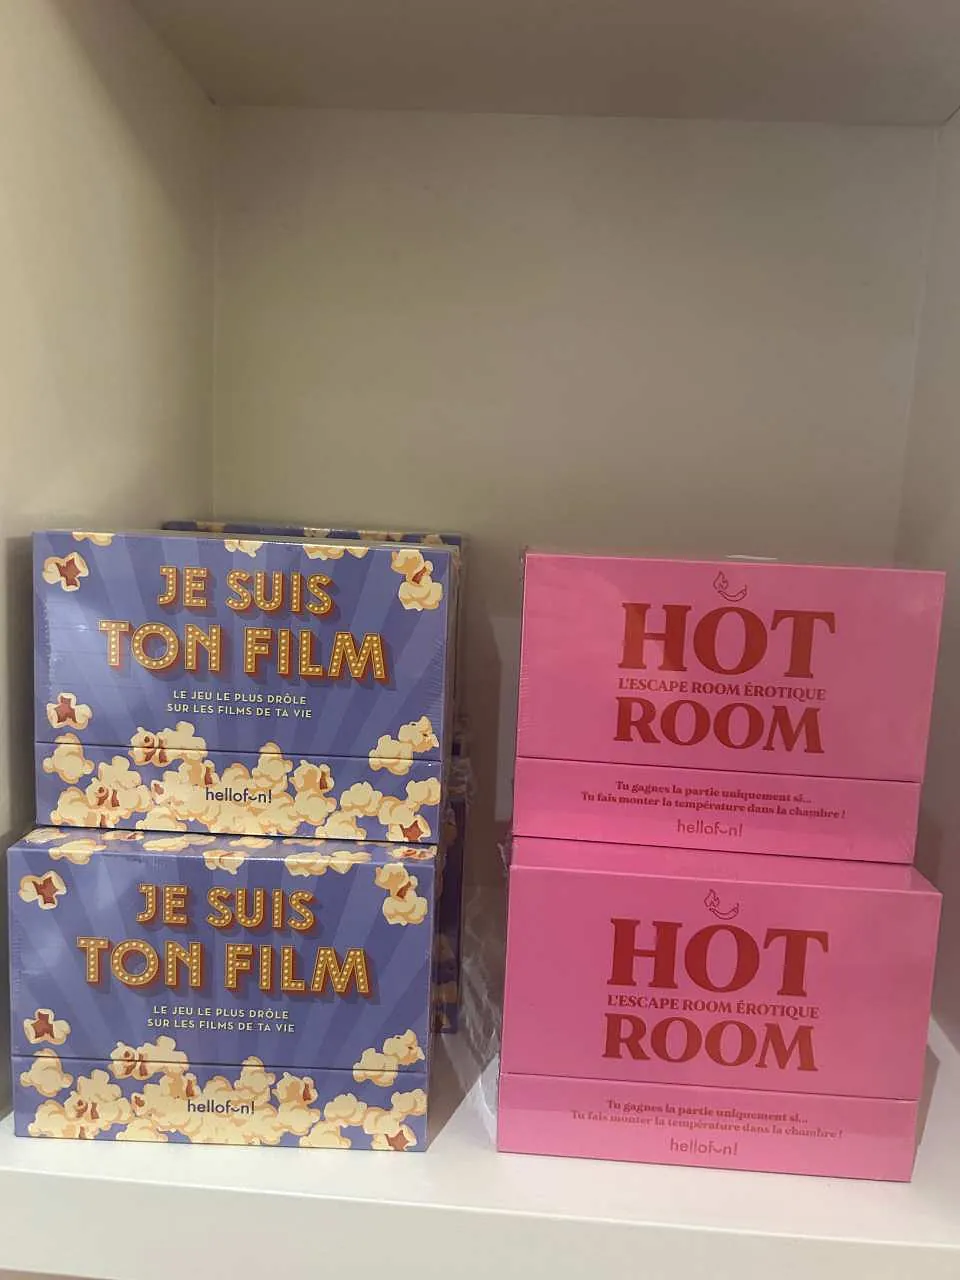 JE SUIS
TON FILM
LE JEU LE PLUS DRÔLE
SUR LES FILMS DE TA VIE
hellofun!
JE SUIS
TON FILM
LE JEU LE PLUS DRÔLE
SUR LES FILMS DE TA VIE
hellofun!
HOT
L'ESCAPE ROOM ÉROTIQUE
ROOM
Tu gagnes la partie uniquement si...
Tu fais monter la température dans la chambre !
hellofun!
HOT
L'ESCAPE ROOM ÉROTIQUE
ROOM
Tu gagnes la partie uniquement si...
Tu fais monter la température dans la chambre !
hellofun!